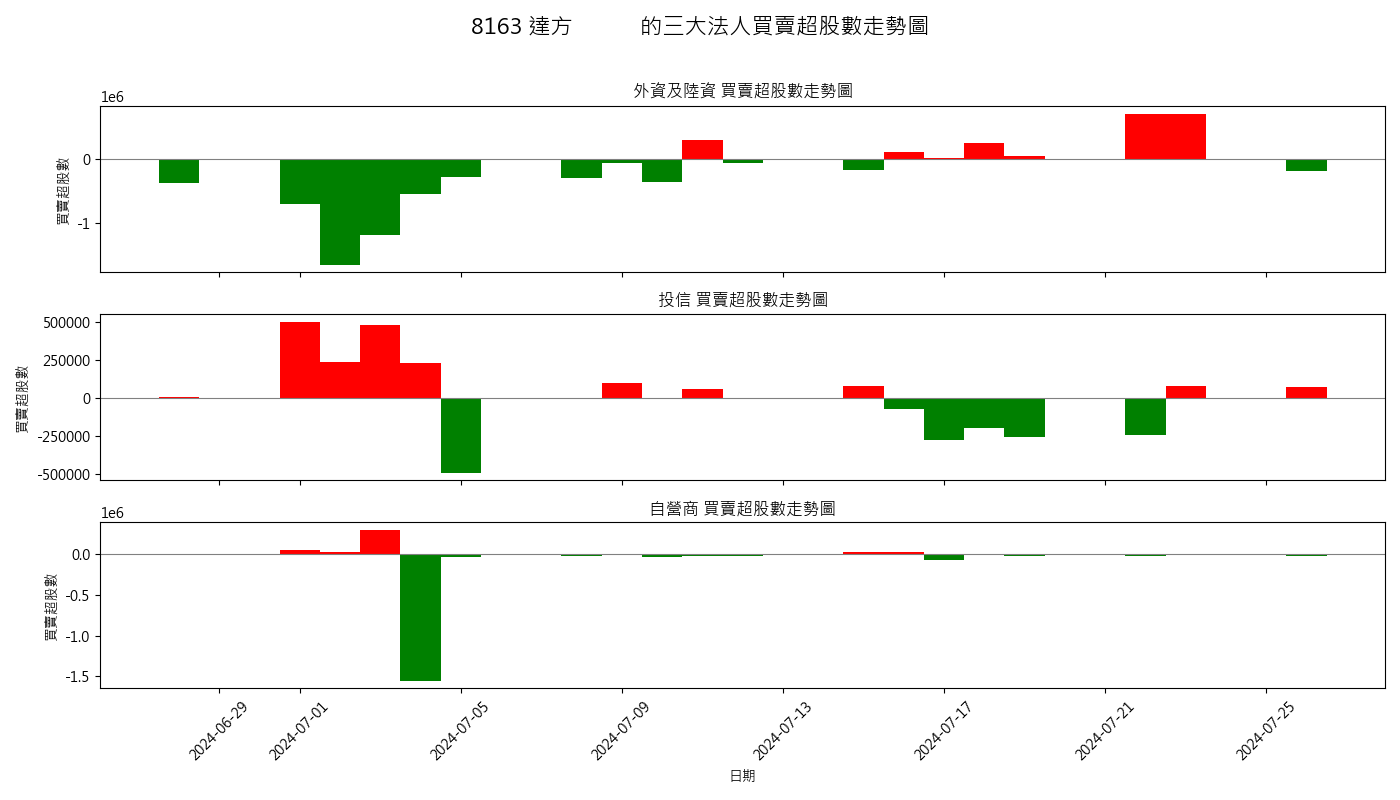 8163 達方 的三大法人買賣超股數走勢圖
外資及陸資 買賣超股數走勢圖
1e6
0
-1
買賣超股數
投信 買賣超股數走勢圖
500000
250000
0
-250000
-500000
買賣超股數
自營商 買賣超股數走勢圖
1e6
0.0
-0.5
-1.0
-1.5
買賣超股數
2024-06-29
2024-07-01
2024-07-05
2024-07-09
2024-07-13
2024-07-17
2024-07-21
2024-07-25
日期